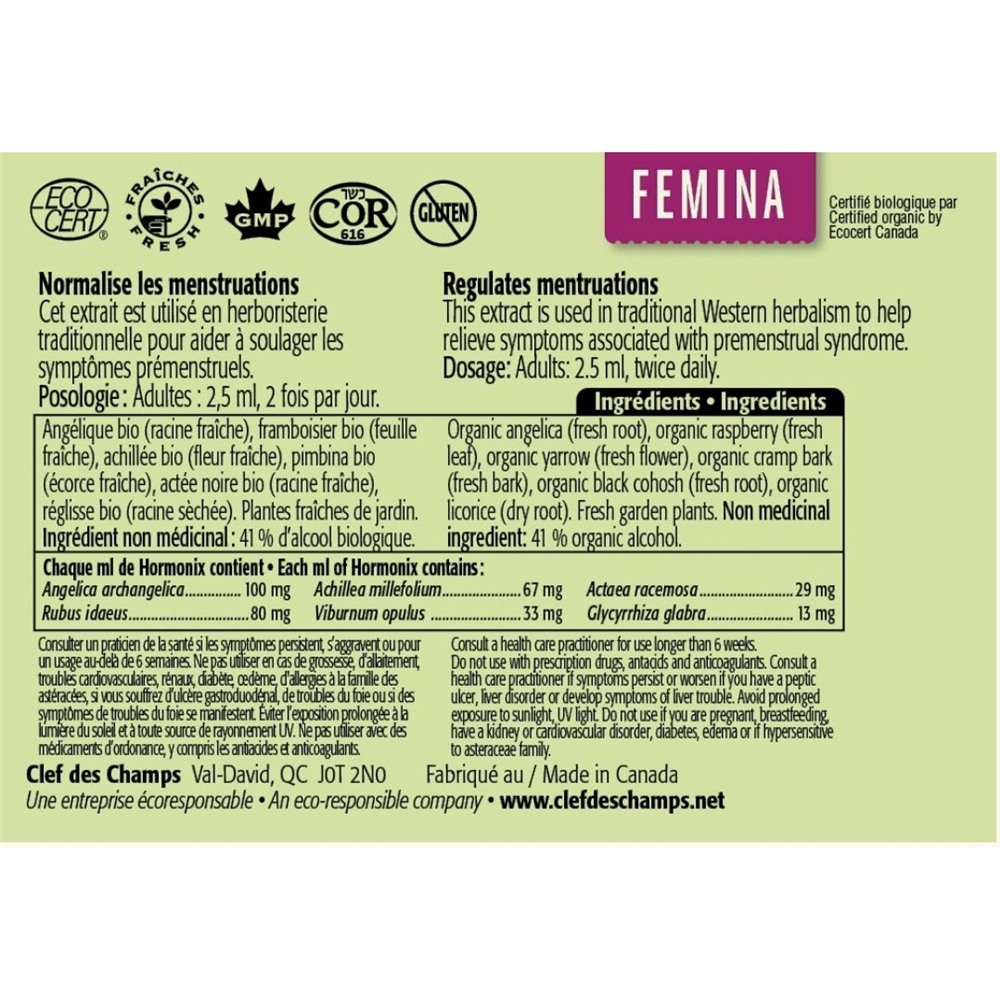 ECO
CERT
®
FRAÎCHES
FRESH
GMP
כשר
COR
616
GLUTEN
FEMINA
Certifié biologique par
Certified organic by
Ecocert Canada
Normalise les menstruations
Cet extrait est utilisé en herboristerie
traditionnelle pour aider à soulager les
symptômes prémenstruels.
Posologie : Adultes : 2,5 ml, 2 fois par jour.
Regulates mentruations
This extract is used in traditional Western herbalism to help
relieve symptoms associated with premenstrual syndrome.
Dosage: Adults: 2.5 ml, twice daily.
Ingrédients • Ingredients
Angélique bio (racine fraîche), framboisier bio (feuille
fraîche), achillée bio (fleur fraîche), pimbina bio
(écorce fraîche), actée noire bio (racine fraîche),
réglisse bio (racine sèchée). Plantes fraîches de jardin.
Ingrédient non médicinal : 41 % d'alcool biologique.
Organic angelica (fresh root), organic raspberry (fresh
leaf), organic yarrow (fresh flower), organic cramp bark
(fresh bark), organic black cohosh (fresh root), organic
licorice (dry root). Fresh garden plants. Non medicinal
ingredient: 41 % organic alcohol.
Chaque ml de Hormonix contient • Each ml of Hormonix contains :
Angelica archangelica............... 100 mg Achillea millefolium...................... 67 mg Actaea racemosa......................... 29 mg
Rubus idaeus................................. 80 mg Viburnum opulus ......................... 33 mg Glycyrrhiza glabra....................... 13 mg
Consulter un praticien de la santé si les symptômes persistent, s'aggravent ou pour
un usage au-delà de 6 semaines. Ne pas utiliser en cas de grossesse, d'allaitement,
troubles cardiovasculaires, rénaux, diabète, oedème, d'allergies à la famille des
astéracées, si vous souffrez d'ulcère gastroduodénal, de troubles du foie ou si des
symptômes de troubles du foie se manifestent. Éviter l'exposition prolongée à la
lumière du soleil et à toute source de rayonnement UV. Ne pas utiliser avec des
médicaments d'ordonance, y compris les antiacides et anticoagulants.
Consult a health care practitioner for use longer than 6 weeks.
Do not use with prescription drugs, antacids and anticoagulants. Consult a
health care practitioner if symptoms persist or worsen if you have a peptic
ulcer, liver disorder or develop symptoms of liver trouble. Avoid prolonged
exposure to sunlight, UV light. Do not use if you are pregnant, breastfeeding,
have a kidney or cardiovascular disorder, diabetes, edema or if hypersensitive
to asteraceae family.
Clef des Champs Val-David, QC J0T 2N0 Fabriqué au / Made in Canada
Une entreprise écoresponsable • An eco-responsible company • www.clefdeschamps.net